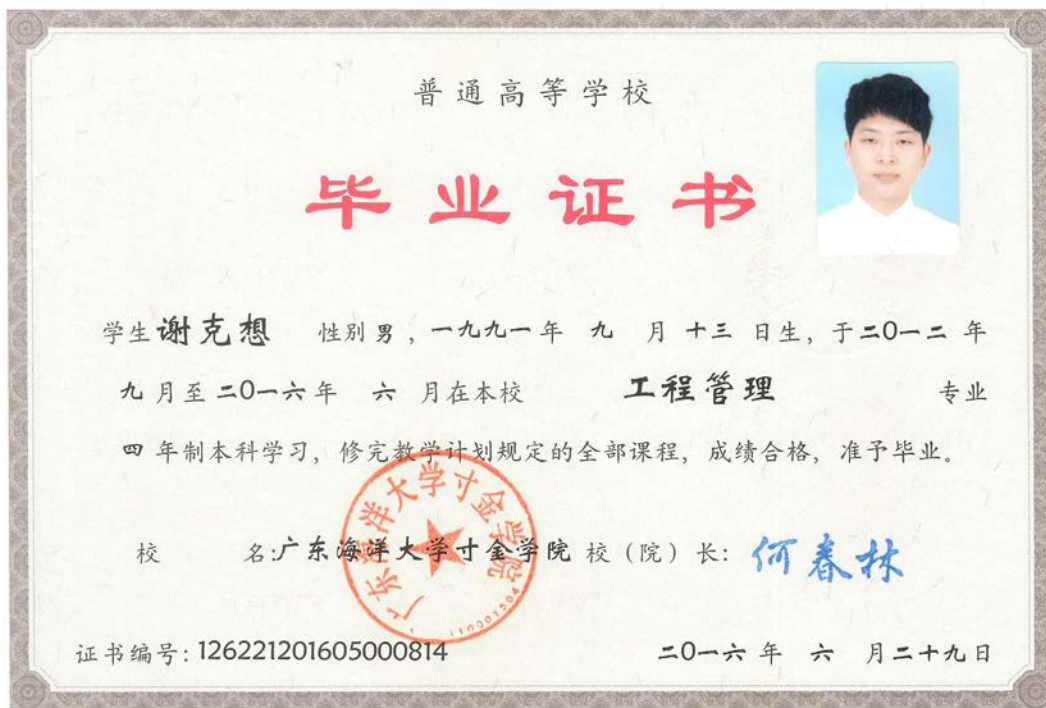 普通高等学校
毕业证书
学生谢克想 性别男，一九九一年 九 月 十三 日生，于二〇一二 年
九 月至 二〇一六年 六 月在本校 工程管理 专业
四 年制本科学习，修完教学计划规定的全部课程，成绩合格，准予毕业。
校 名:广东海洋大学寸金学院 校（院）长: 何春林
广东海洋大学寸金学院
证书编号: 126221201605000814 二〇一六 年 六 月二十九日